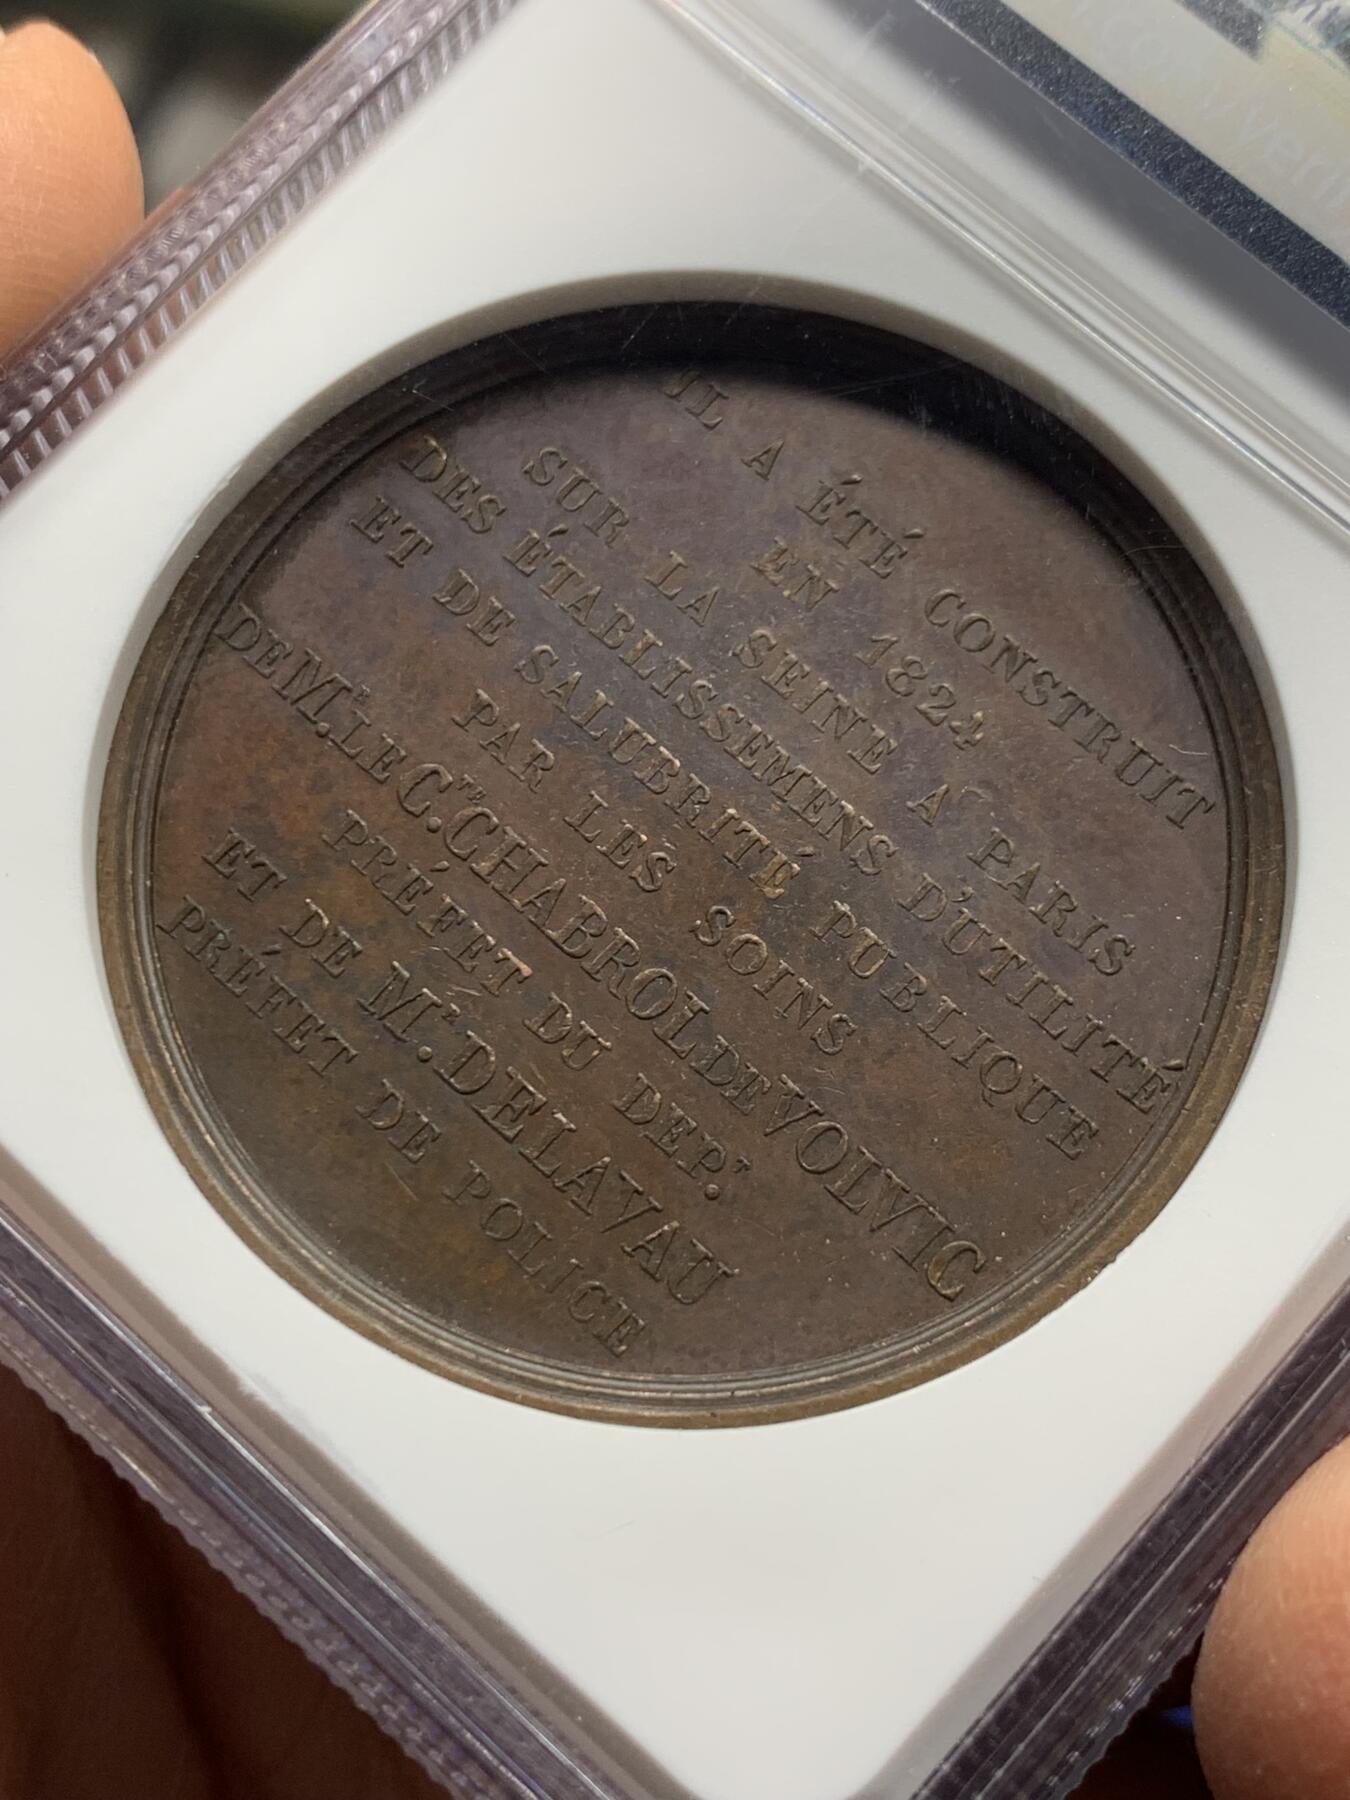 IL A ÉTÉ CONSTRUIT
EN 1824
SUR LA SEINE A PARIS
DES ÉTABLISSEMENS D'UTILITÉ
ET DE SALUBRITÉ PUBLIQUE
PAR LES SOINS
DE M.R LE C.TE CHABROL DE VOLVIC
PRÉFET DU DEP.T
ET DE M.R DELAVAU
PRÉFET DE POLICE